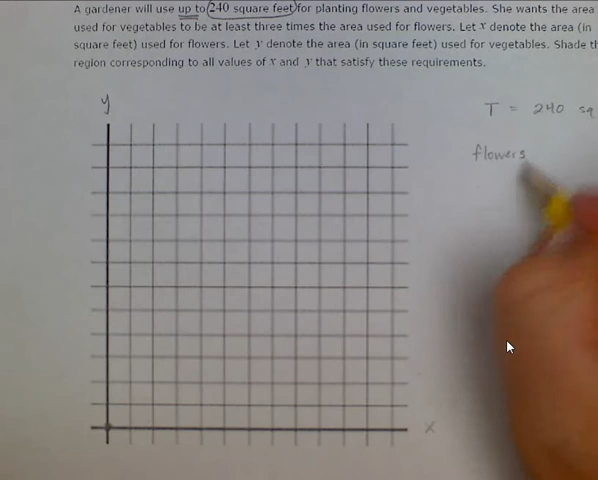 A gardener will use up to 240 square feet for planting flowers and vegetables. She wants the area
used for vegetables to be at least three times the area used for flowers. Let x denote the area (in
square feet) used for flowers. Let y denote the area (in square feet) used for vegetables. Shade th
region corresponding to all values of x and y that satisfy these requirements.
y
T = 240 sq
flowers
x